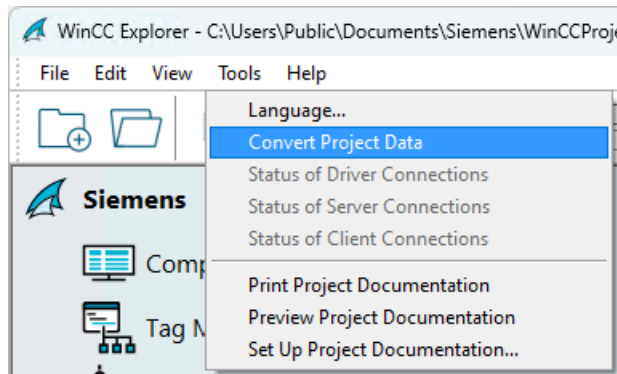 WinCC Explorer - C:\Users\Public\Documents\Siemens\WinCCProje
File Edit View Tools Help
Language...
Convert Project Data
Status of Driver Connections
Siemens
Status of Server Connections
Status of Client Connections
Comp
Print Project Documentation
Preview Project Documentation
Tag M
Set Up Project Documentation...